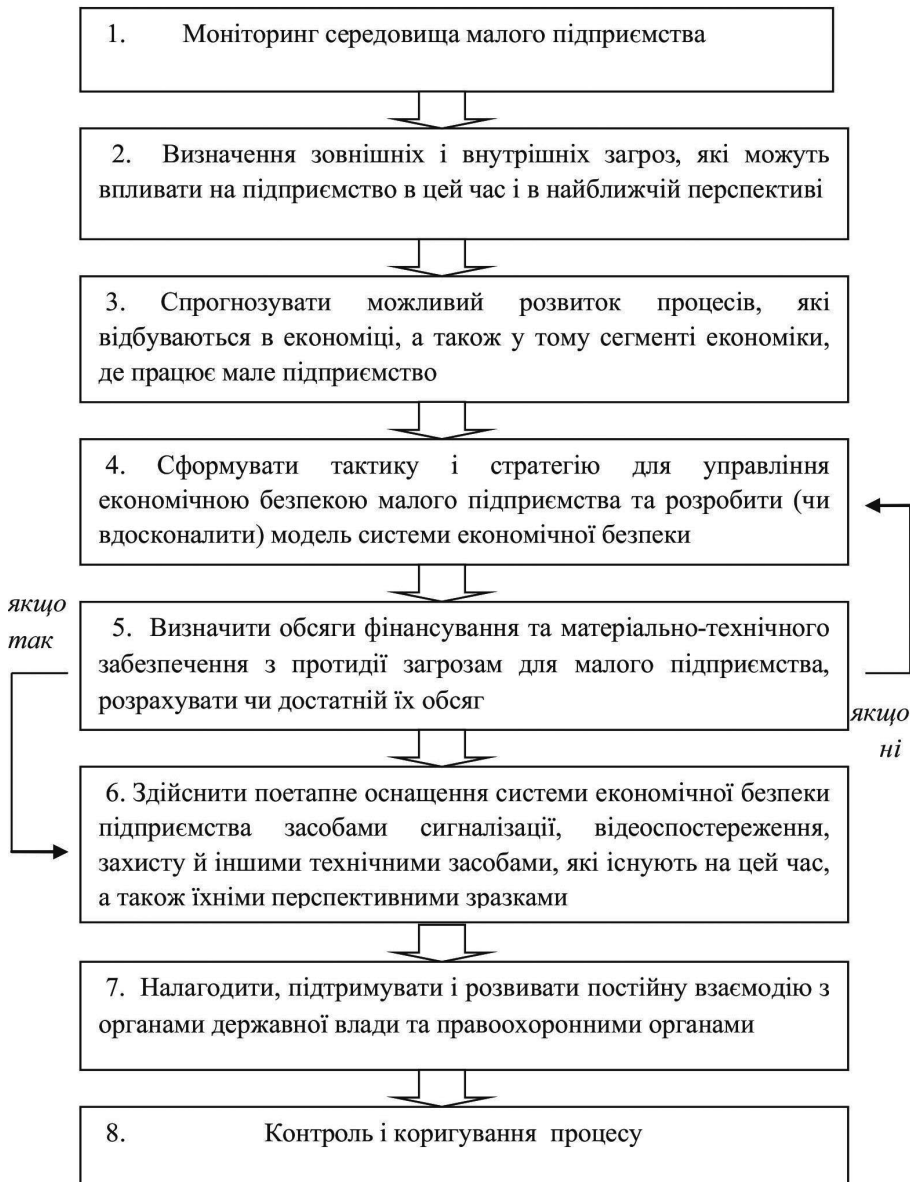 1. Моніторинг середовища малого підприємства
2. Визначення зовнішніх і внутрішніх загроз, які можуть
впливати на підприємство в цей час і в найближчій перспективі
3. Спрогнозувати можливий розвиток процесів, які
відбуваються в економіці, а також у тому сегменті економіки,
де працює мале підприємство
4. Сформувати тактику і стратегію для управління
економічною безпекою малого підприємства та розробити (чи
вдосконалити) модель системи економічної безпеки
якщо
так
5. Визначити обсяги фінансування та матеріально-технічного
забезпечення з протидії загрозам для малого підприємства,
розрахувати чи достатній їх обсяг
якщо
ні
6. Здійснити поетапне оснащення системи економічної безпеки
підприємства засобами сигналізації, відеоспостереження,
захисту й іншими технічними засобами, які існують на цей час,
а також їхніми перспективними зразками
7. Налагодити, підтримувати і розвивати постійну взаємодію з
органами державної влади та правоохоронними органами
8. Контроль і коригування процесу